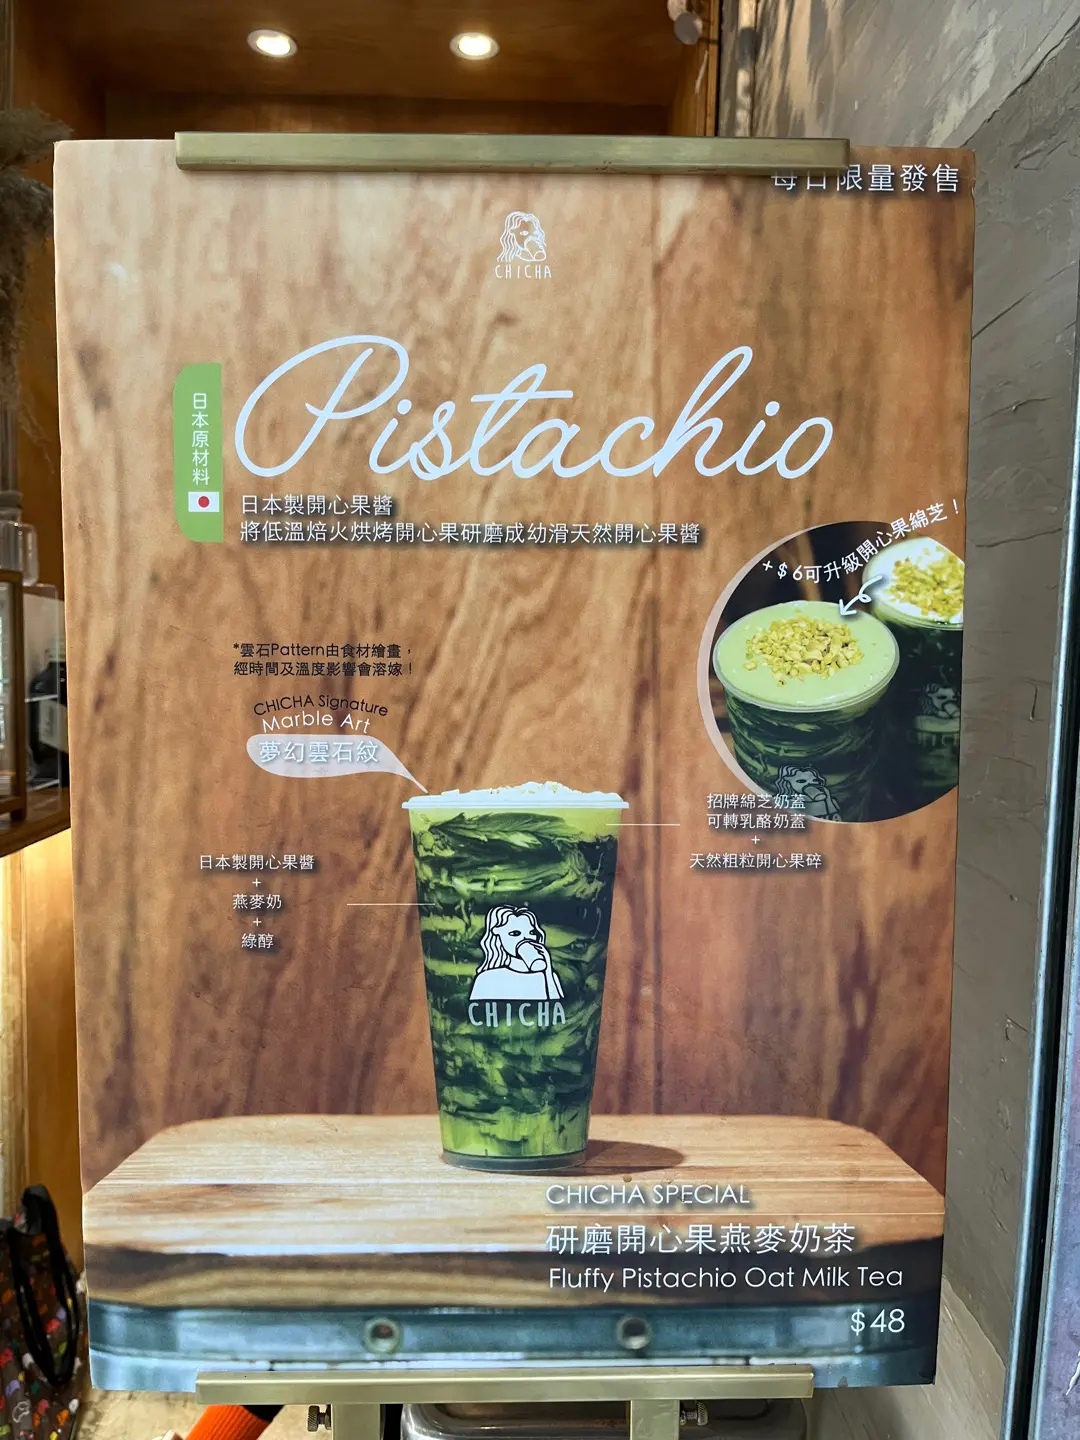 每日限量發售
CHICHA
Pistachio
日本原材料
日本製開心果醬
將低溫焙火烘烤開心果研磨成幼滑天然開心果醬
+$6可升級開心果綿芝！
*雲石Pattern由食材繪畫，
經時間及溫度影響會溶嫁！
CHICHA Signature
Marble Art
夢幻雲石紋
招牌綿芝奶蓋
可轉乳酪奶蓋
+
天然粗粒開心果碎
日本製開心果醬
+
燕麥奶
+
綠醇
CHICHA
CHICHA SPECIAL
研磨開心果燕麥奶茶
Fluffy Pistachio Oat Milk Tea
$48